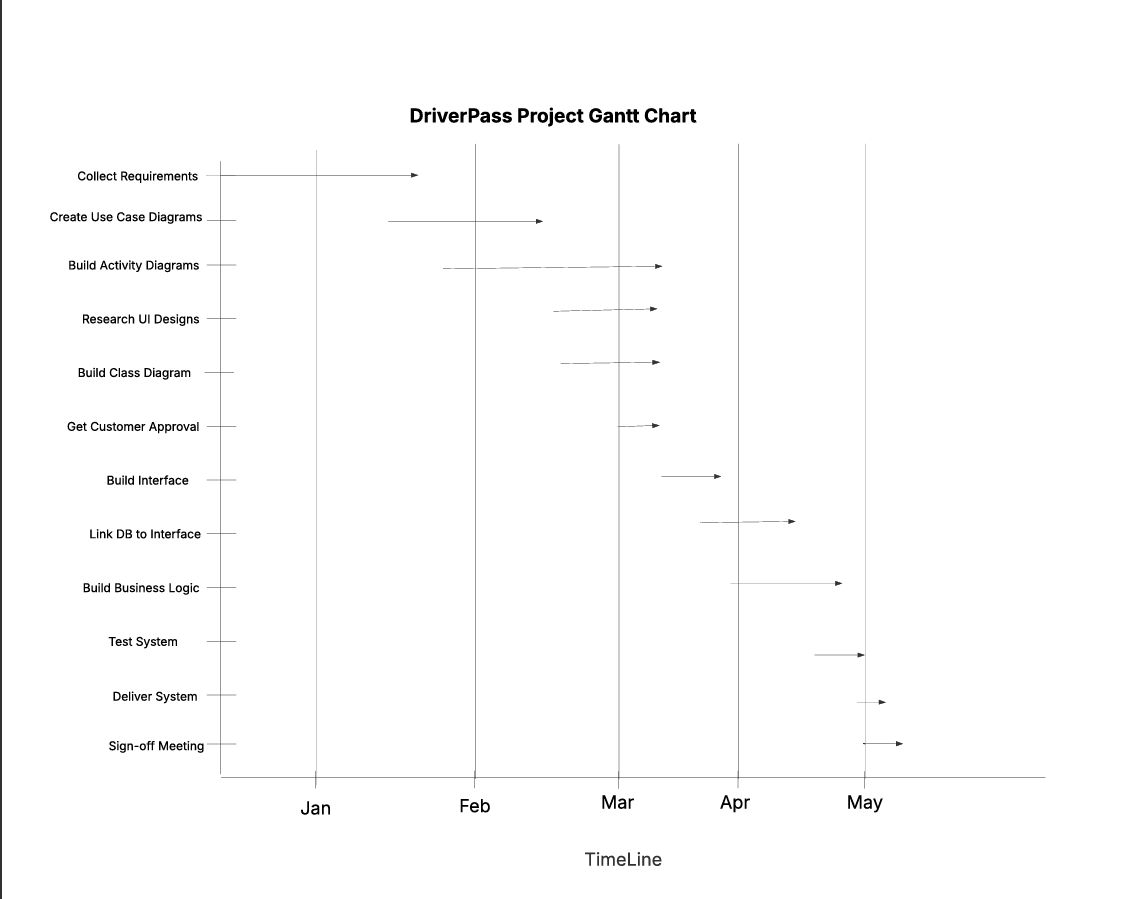 DriverPass Project Gantt Chart
Collect Requirements
Create Use Case Diagrams
Build Activity Diagrams
Research UI Designs
Build Class Diagram
Get Customer Approval
Build Interface
Link DB to Interface
Build Business Logic
Test System
Deliver System
Sign-off Meeting
Jan Feb Mar Apr May
TimeLine